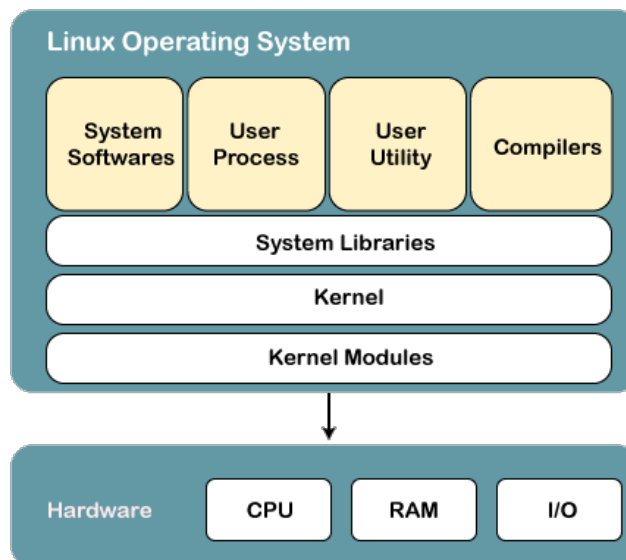 Linux Operating System
System
Softwares
User
Process
User
Utility
Compilers
System Libraries
Kernel
Kernel Modules
Hardware
CPU
RAM
I/O